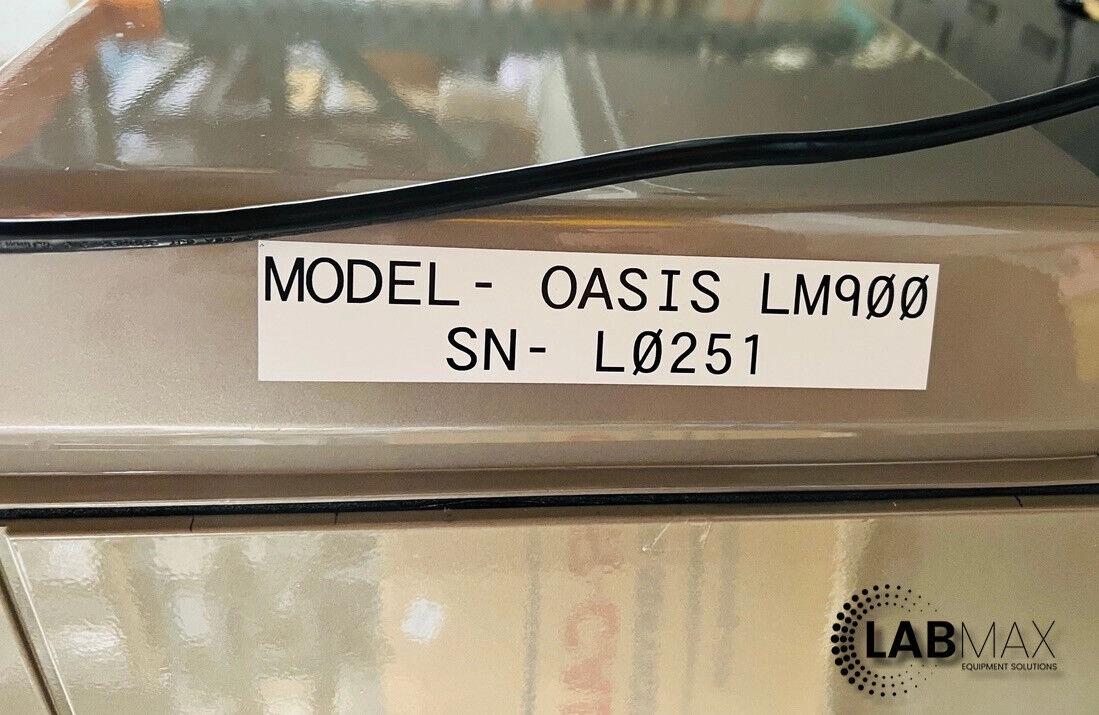 MODEL- OASIS LM9ØØ
SN- LØ251
LABMAX
EQUIPMENT SOLUTIONS